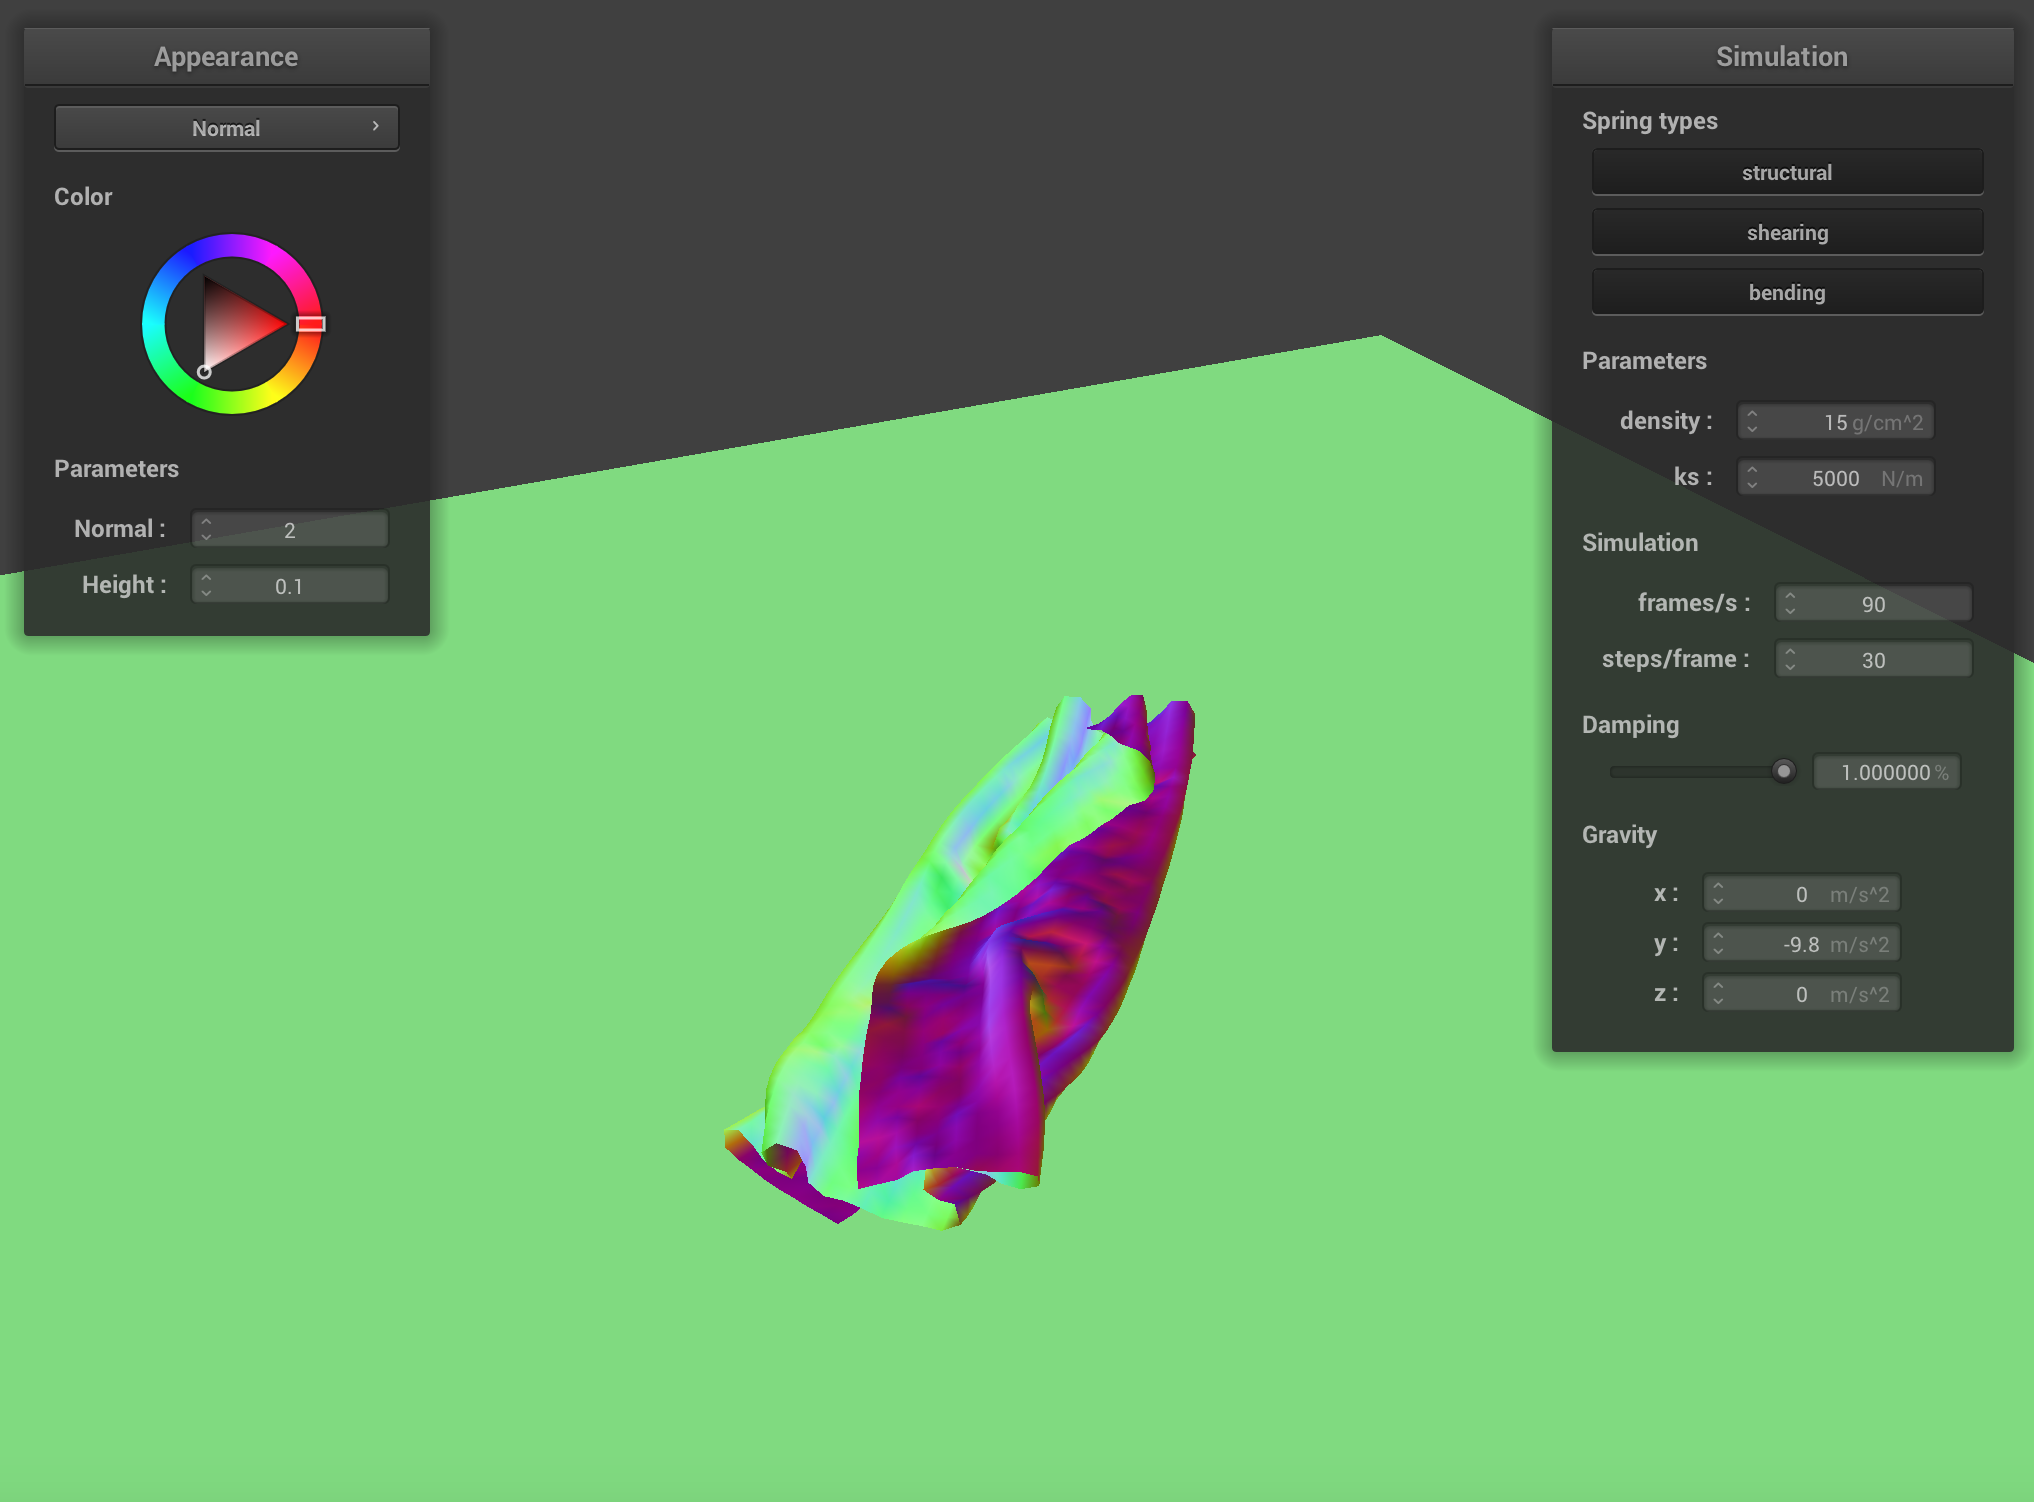 Appearance
Normal
Color
Parameters
Normal : 2
Height : 0.1
Simulation
Spring types
structural
shearing
bending
Parameters
density : 15 g/cm^2
ks : 5000 N/m
Simulation
frames/s : 90
steps/frame : 30
Damping
1.000000 %
Gravity
x : 0 m/s^2
y : -9.8 m/s^2
z : 0 m/s^2